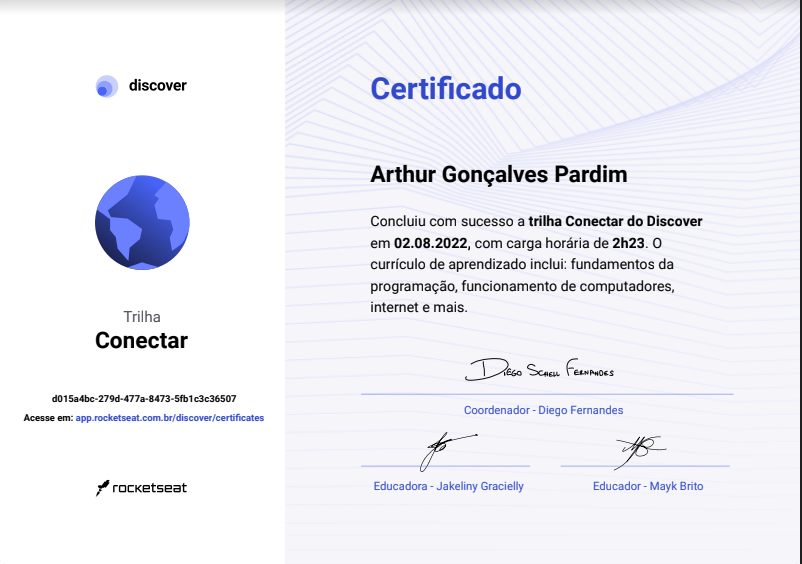 discover
Trilha
Conectar
d015a4bc-279d-477a-8473-5fb1c3c36507
Acesse em: app.rocketseat.com.br/discover/certificates
rocketseat
Certificado
Arthur Gonçalves Pardim
Concluiu com sucesso a trilha Conectar do Discover
em 02.08.2022, com carga horária de 2h23. O
currículo de aprendizado inclui: fundamentos da
programação, funcionamento de computadores,
internet e mais.
Diego Schell Fernandes
Coordenador - Diego Fernandes
Educadora - Jakeliny Gracielly
Educador - Mayk Brito